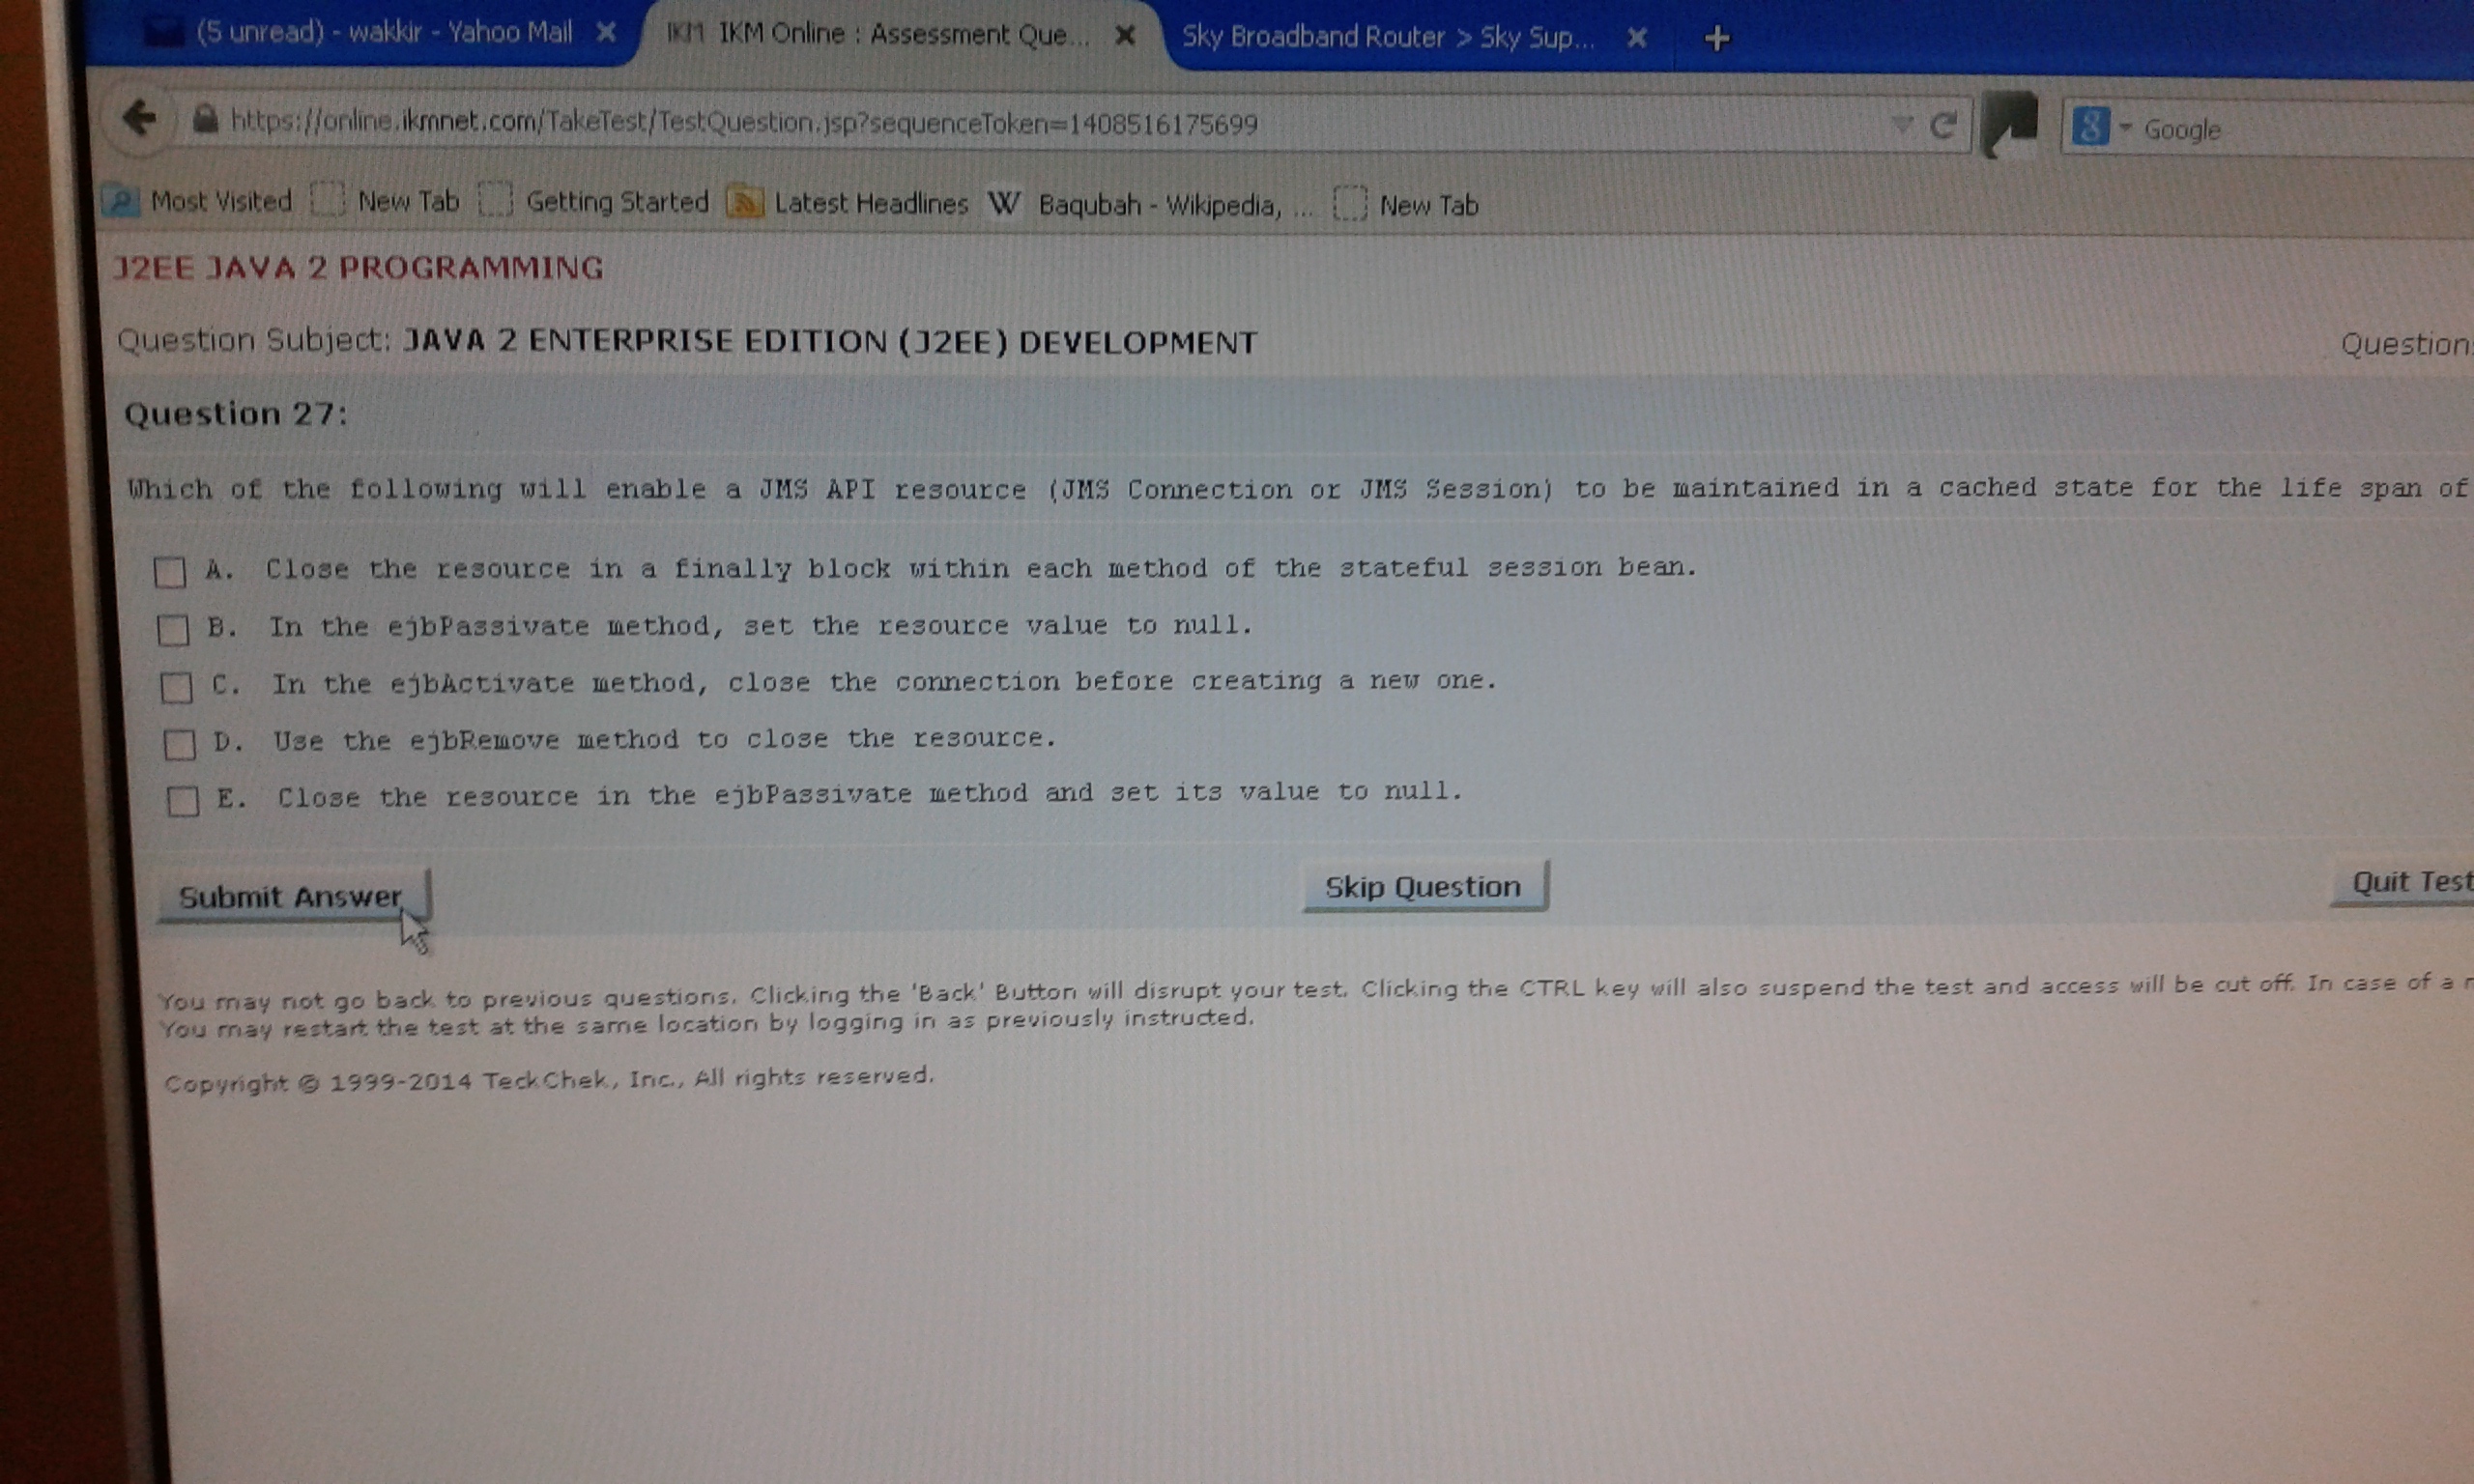 (5 unread) - wakkir - Yahoo Mail
IKM IKM Online : Assessment Que...
Sky Broadband Router > Sky Sup...
https://online.ikmnet.com/TakeTest/TestQuestion.jsp?sequenceToken=1408516175699
Google
Most Visited New Tab Getting Started Latest Headlines W Baqubah - Wikipedia, ... New Tab
J2EE JAVA 2 PROGRAMMING
Question Subject: JAVA 2 ENTERPRISE EDITION (J2EE) DEVELOPMENT
Question
Question 27:
Which of the following will enable a JMS API resource (JMS Connection or JMS Session) to be maintained in a cached state for the life span of
A. Close the resource in a finally block within each method of the stateful session bean.
B. In the ejbPassivate method, set the resource value to null.
C. In the ejbActivate method, close the connection before creating a new one.
D. Use the ejbRemove method to close the resource.
E. Close the resource in the ejbPassivate method and set its value to null.
Submit Answer
Skip Question
Quit Test
You may not go back to previous questions. Clicking the 'Back' Button will disrupt your test. Clicking the CTRL key will also suspend the test and access will be cut off. In case of a
You may restart the test at the same location by logging in as previously instructed.
Copyright © 1999-2014 TeckChek, Inc., All rights reserved.